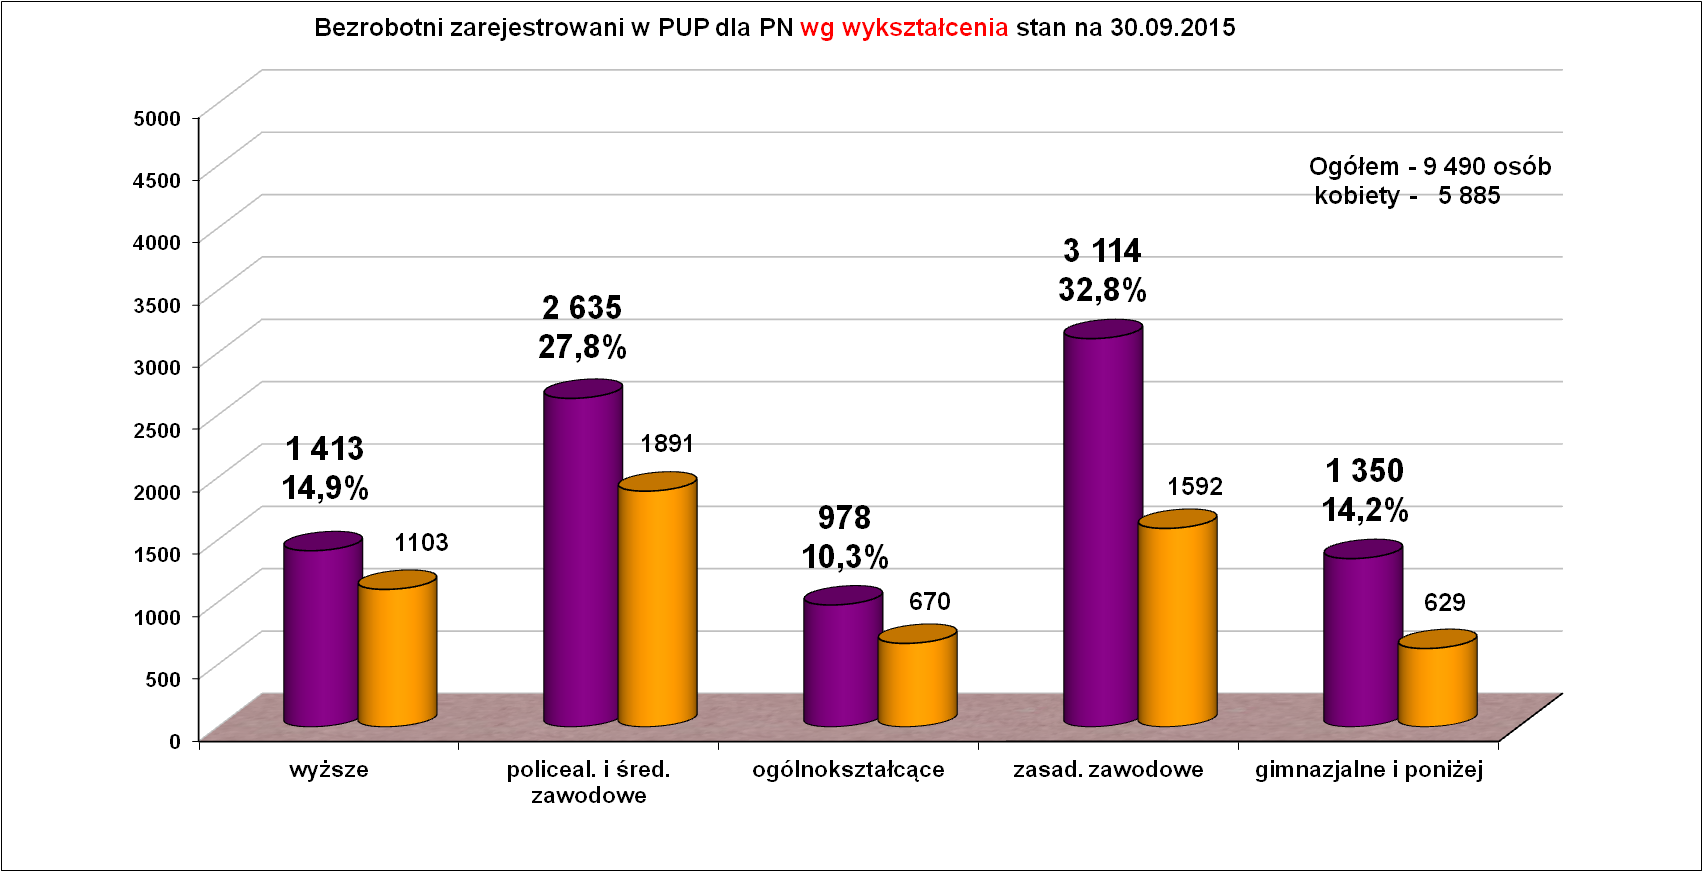 Bezrobotni zarejestrowani w PUP dla PN wg wykształcenia stan na 30.09.2015
5000
4500
4000
3500
3000
2500
2000
1500
1000
500
0
Ogółem - 9 490 osób
kobiety - 5 885
1 413
14,9%
1103
2 635
27,8%
1891
978
10,3%
670
3 114
32,8%
1592
1 350
14,2%
629
wyższe
policeal. i śred.
zawodowe
ogólnokształcące
zasad. zawodowe
gimnazjalne i poniżej